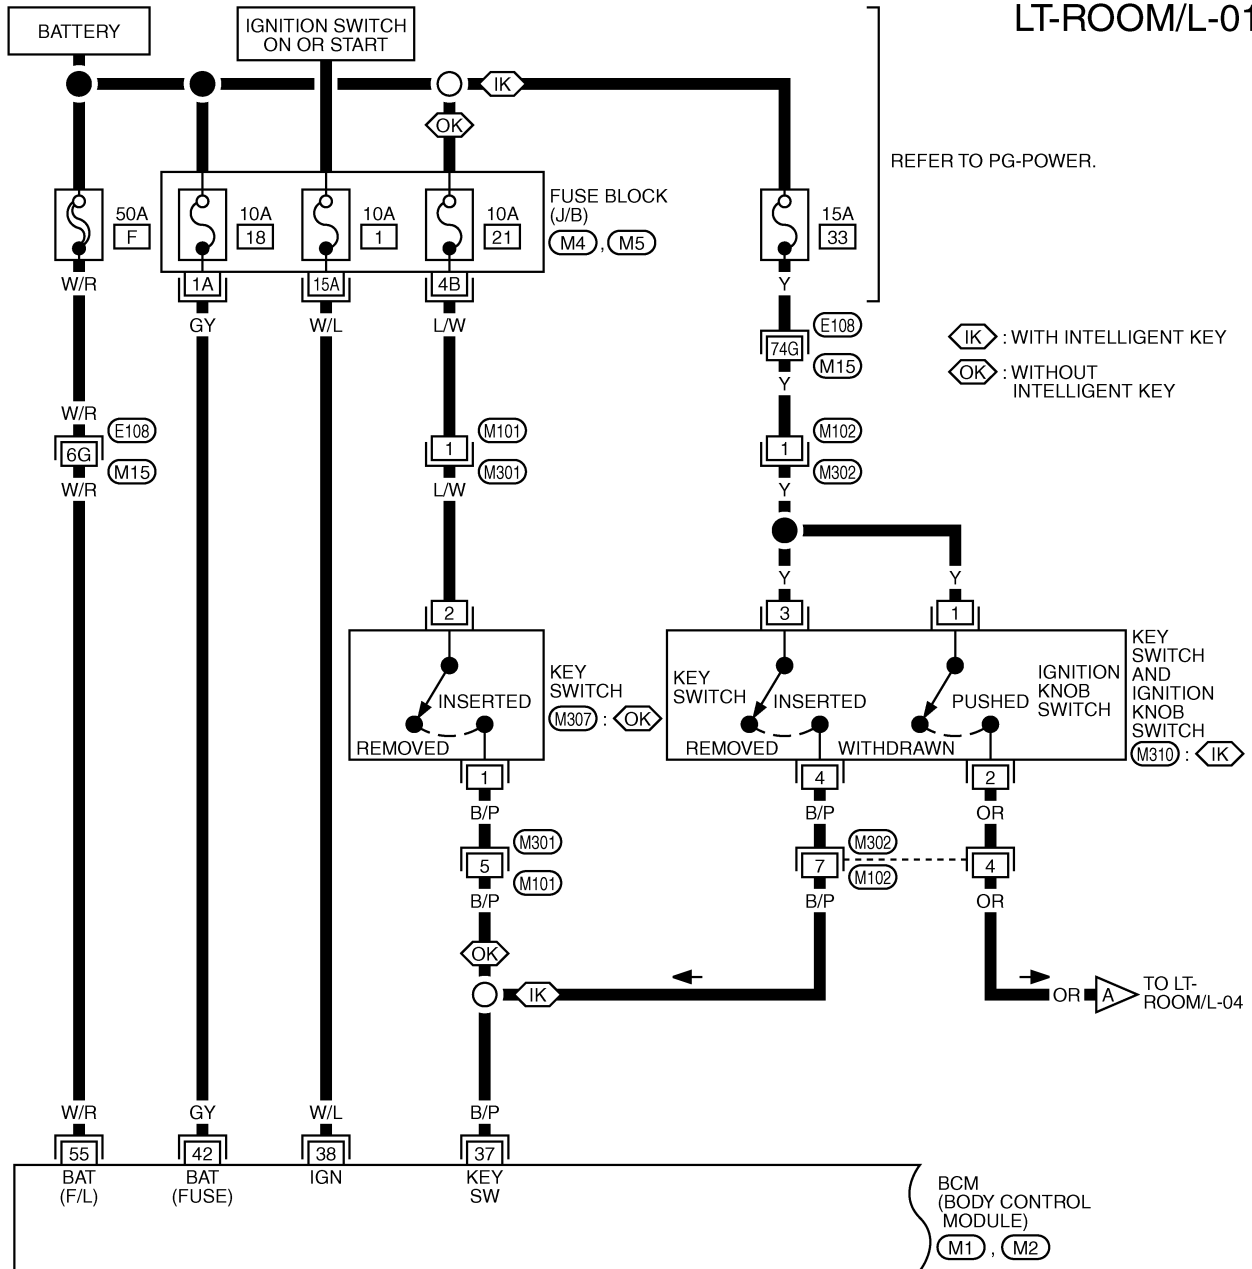 LT-ROOM/L-01
BATTERY
IGNITION SWITCH
ON OR START
IK
OK
REFER TO PG-POWER.
50A
F
10A
18
10A
1
10A
21
FUSE BLOCK
(J/B)
M4 , M5
15A
33
W/R
1A
15A
4B
Y
GY
W/L
L/W
E108
74G
M15
Y
IK : WITH INTELLIGENT KEY
OK : WITHOUT
INTELLIGENT KEY
W/R
E108
6G
M15
W/R
M101
1
M301
L/W
M102
1
M302
Y
Y
Y
2
3
1
KEY
SWITCH
M307 : OK
INSERTED
REMOVED
KEY
SWITCH
INSERTED
REMOVED
IGNITION
KNOB
SWITCH
PUSHED
WITHDRAWN
KEY
SWITCH
AND
IGNITION
KNOB
SWITCH
M310 : IK
1
4
2
B/P
B/P
OR
M301
5
M101
M302
7
M102
4
B/P
B/P
OR
OK
IK
OR
A
TO LT-
ROOM/L-04
W/R
GY
W/L
B/P
55
42
38
37
BAT
(F/L)
BAT
(FUSE)
IGN
KEY
SW
BCM
(BODY CONTROL
MODULE)
M1 , M2